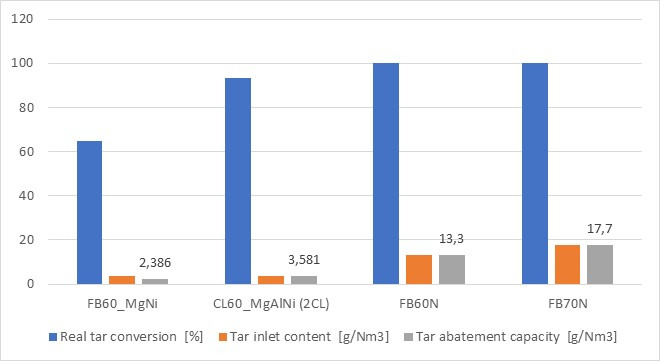 120
100
80
60
40
20
0
2,386
3,581
13,3
17,7
FB60_MgNi
CL60_MgAlNi (2CL)
FB60N
FB70N
Real tar conversion [%]
Tar inlet content [g/Nm3]
Tar abatement capacity [g/Nm3]